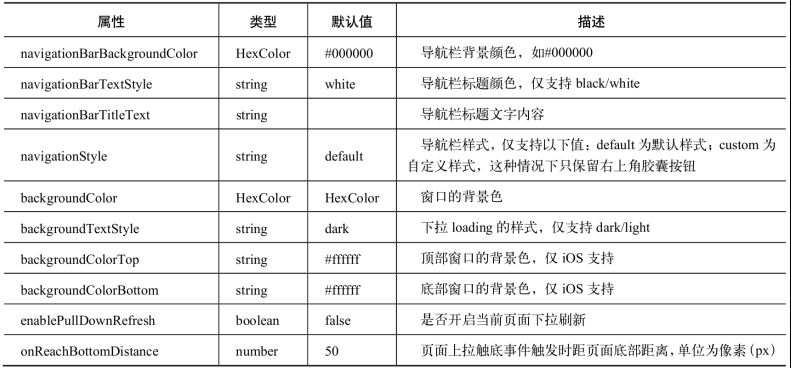 属性 类型 默认值 描述
navigationBarBackgroundColor HexColor #000000 导航栏背景颜色，如#000000
navigationBarTextStyle string white 导航栏标题颜色，仅支持 black/white
navigationBarTitleText string 导航栏标题文字内容
navigationStyle string default 导航栏样式，仅支持以下值：default 为默认样式；custom 为
自定义样式，这种情况下只保留右上角胶囊按钮
backgroundColor HexColor HexColor 窗口的背景色
backgroundTextStyle string dark 下拉 loading 的样式，仅支持 dark/light
backgroundColorTop string #ffffff 顶部窗口的背景色，仅 iOS 支持
backgroundColorBottom string #ffffff 底部窗口的背景色，仅 iOS 支持
enablePullDownRefresh boolean false 是否开启当前页面下拉刷新
onReachBottomDistance number 50 页面上拉触底事件触发时距页面底部距离，单位为像素（px）